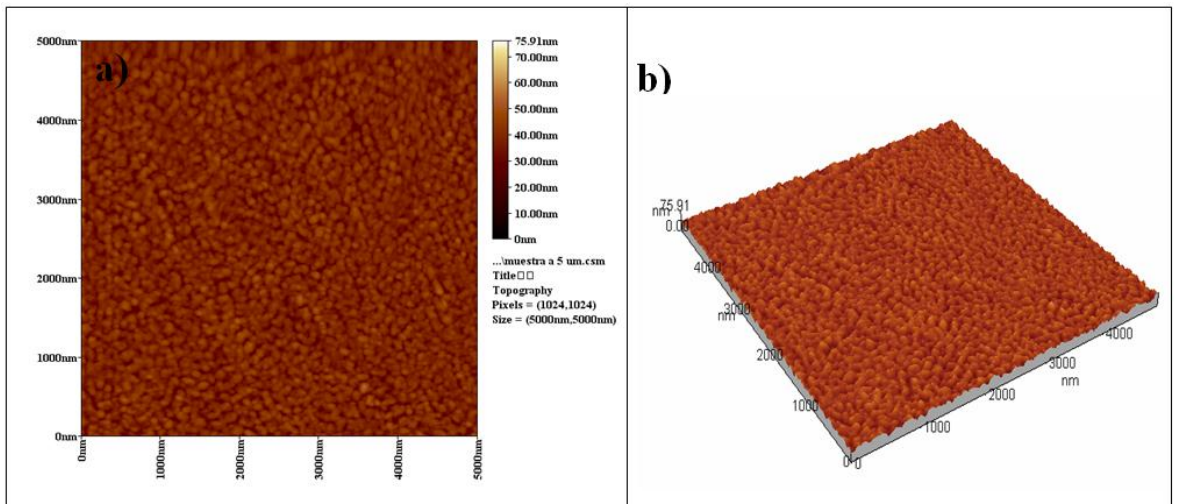 a)
5000nm
4000nm
3000nm
2000nm
1000nm
0nm
0nm
1000nm
2000nm
3000nm
4000nm
5000nm
75.91nm
70.00nm
60.00nm
50.00nm
40.00nm
30.00nm
20.00nm
10.00nm
0nm
...\muestra a 5 um.csm
Title□□
Topography
Pixels = (1024,1024)
Size = (5000nm,5000nm)
b)
75.91
nm
0.00
4000
3000
nm
2000
1000
0
0
1000
2000
3000
nm
4000